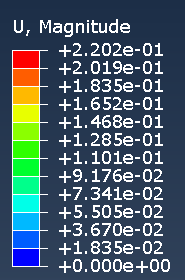 U, Magnitude
+2.202e-01
+2.019e-01
+1.835e-01
+1.652e-01
+1.468e-01
+1.285e-01
+1.101e-01
+9.176e-02
+7.341e-02
+5.505e-02
+3.670e-02
+1.835e-02
+0.000e+00